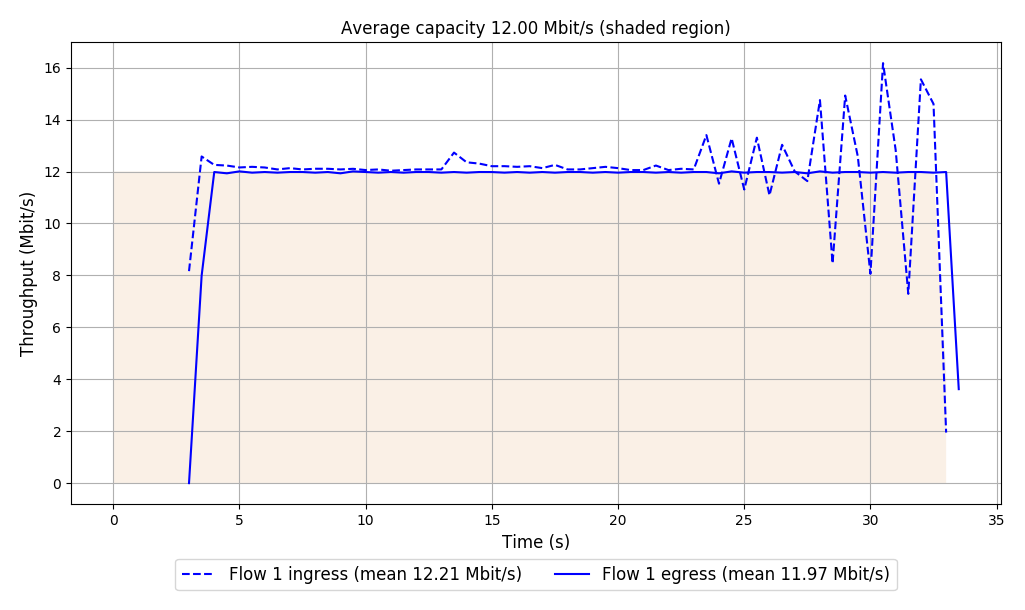 Average capacity 12.00 Mbit/s (shaded region)
Throughput (Mbit/s)
16
14
12
10
8
6
4
2
0
0 5 10 15 20 25 30 35
Time (s)
Flow 1 ingress (mean 12.21 Mbit/s) Flow 1 egress (mean 11.97 Mbit/s)